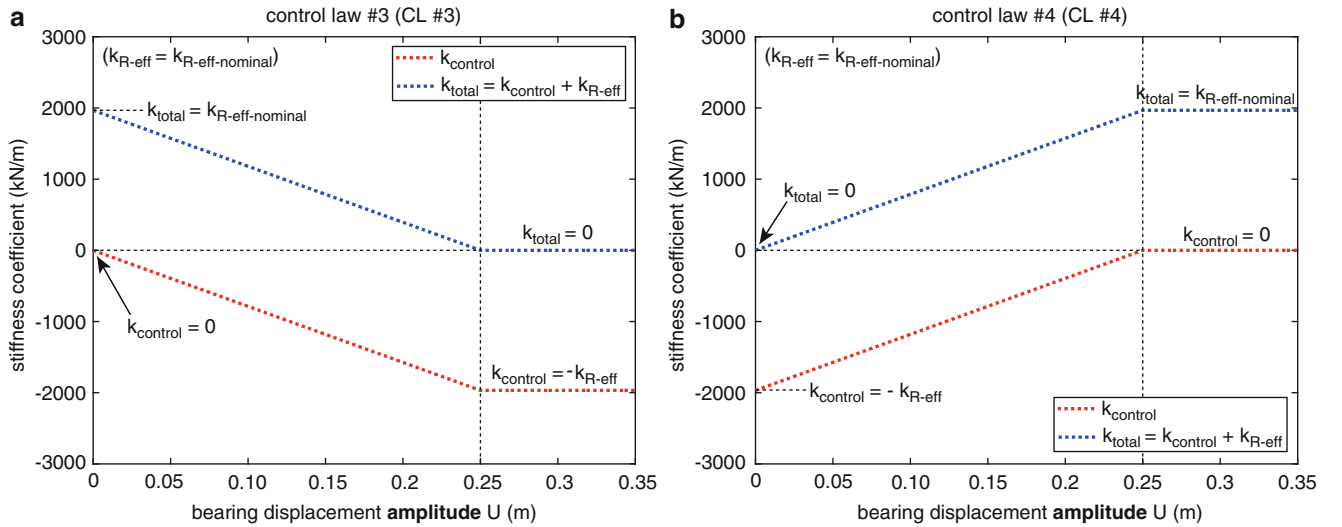 a
control law #3 (CL #3)
3000
2000
1000
0
-1000
-2000
-3000
stiffness coefficient (kN/m)
(kR-eff = kR-eff-nominal)
kcontrol
ktotal = kcontrol + kR-eff
ktotal = kR-eff-nominal
ktotal = 0
kcontrol = 0
kcontrol = -kR-eff
0 0.05 0.10 0.15 0.20 0.25 0.30 0.35
bearing displacement amplitude U (m)
b
control law #4 (CL #4)
3000
2000
1000
0
-1000
-2000
-3000
stiffness coefficient (kN/m)
(kR-eff = kR-eff-nominal)
ktotal = kR-eff-nominal
ktotal = 0
kcontrol = 0
kcontrol = - kR-eff
kcontrol
ktotal = kcontrol + kR-eff
0 0.05 0.10 0.15 0.20 0.25 0.30 0.35
bearing displacement amplitude U (m)